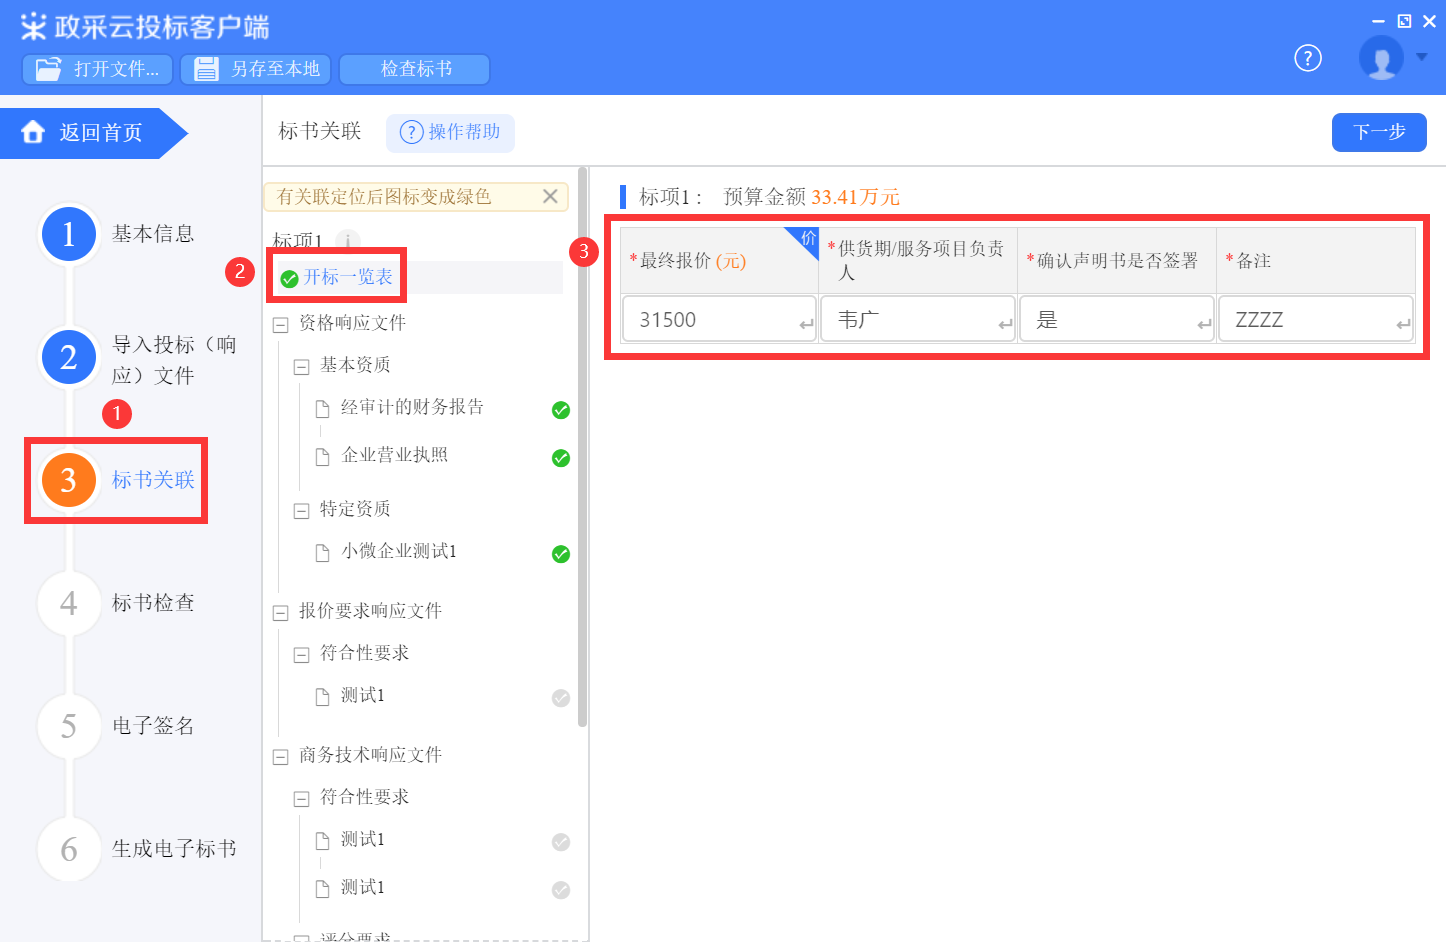 政采云投标客户端
打开文件...
另存至本地
检查标书
?
返回首页
标书关联
? 操作帮助
下一步
1 基本信息
2 导入投标（响
应）文件
1
3 标书关联
4 标书检查
5 电子签名
6 生成电子标书
有关联定位后图标变成绿色
标项1
2
开标一览表
资格响应文件
基本资质
经审计的财务报告
企业营业执照
特定资质
小微企业测试1
报价要求响应文件
符合性要求
测试1
商务技术响应文件
符合性要求
测试1
测试1
评分要求
标项1： 预算金额 33.41万元
3
*最终报价(元)
价
*供货期/服务项目负责
人
*确认声明书是否签署
*备注
31500
韦广
是
ZZZZ